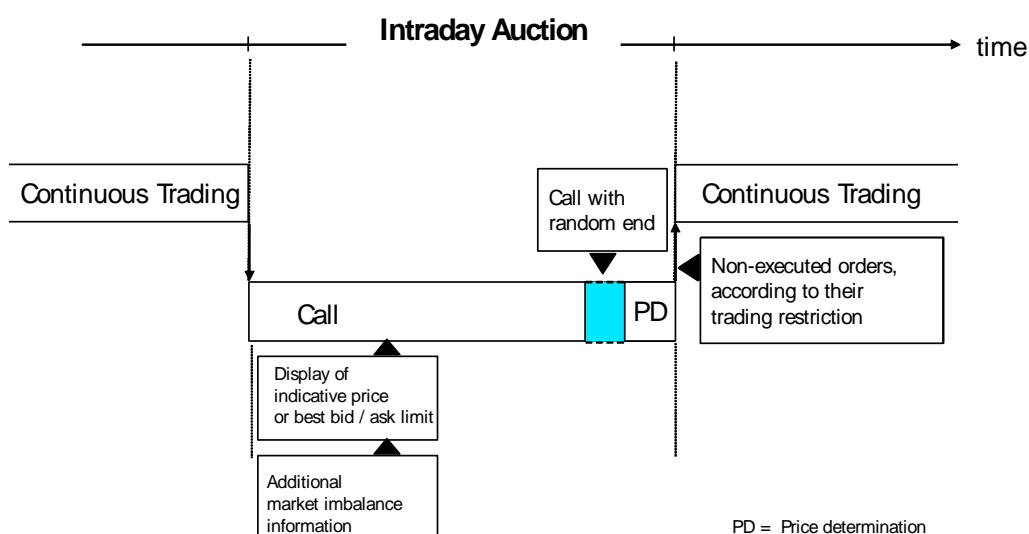 Intraday Auction
time
Continuous Trading
Call with
random end
Continuous Trading
Non-executed orders,
according to their
trading restriction
Call
PD
Display of
indicative price
or best bid / ask limit
Additional
market imbalance
information
PD = Price determination